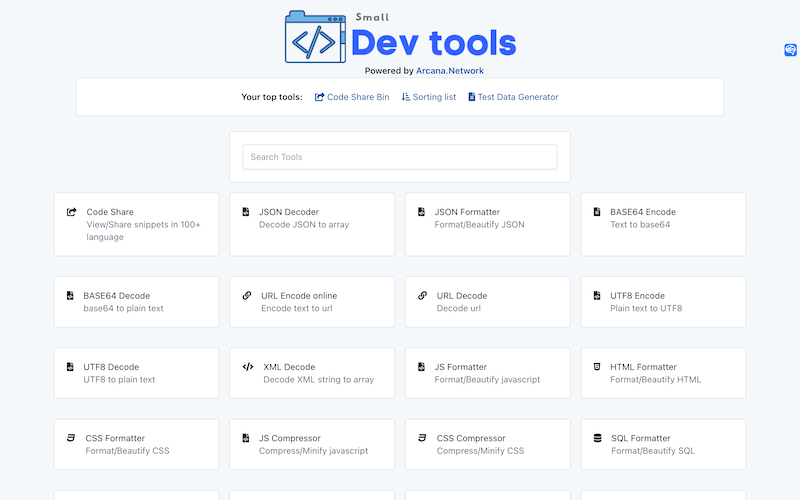 Small
Dev tools
Powered by Arcana.Network
Your top tools: Code Share Bin Sorting list Test Data Generator
Search Tools
Code Share
View/Share snippets in 100+
language
JSON Decoder
Decode JSON to array
JSON Formatter
Format/Beautify JSON
BASE64 Encode
Text to base64
BASE64 Decode
base64 to plain text
URL Encode online
Encode text to url
URL Decode
Decode url
UTF8 Encode
Plain text to UTF8
UTF8 Decode
UTF8 to plain text
XML Decode
Decode XML string to array
JS Formatter
Format/Beautify javascript
HTML Formatter
Format/Beautify HTML
CSS Formatter
Format/Beautify CSS
JS Compressor
Compress/Minify javascript
CSS Compressor
Compress/Minify CSS
SQL Formatter
Format/Beautify SQL